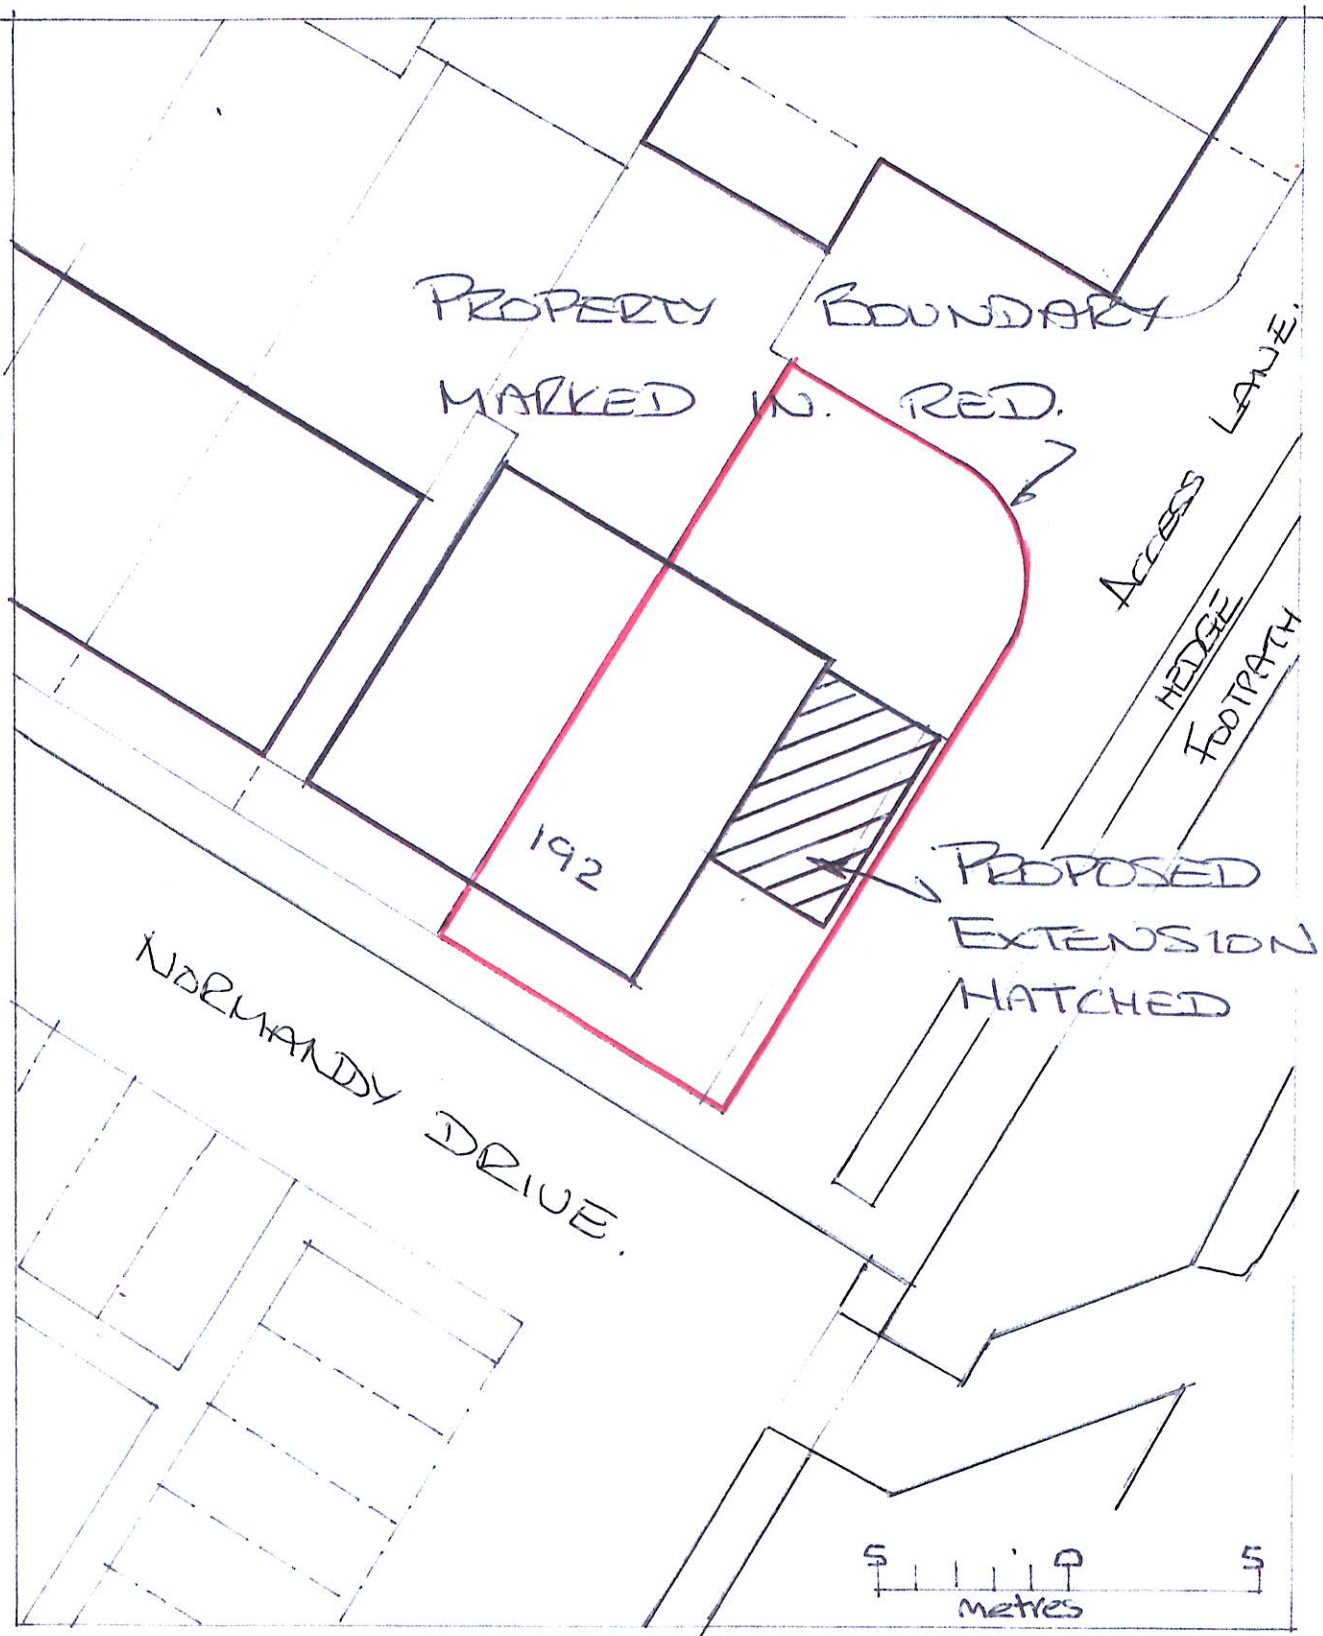 PROPERTY BOUNDARY
MARKED IN. RED.
ACCESS LANE.
HEDGE
FOOTPATH
192
PROPOSED
EXTENSION
HATCHED
NORMANDY DRIVE.
5 0 5
metres